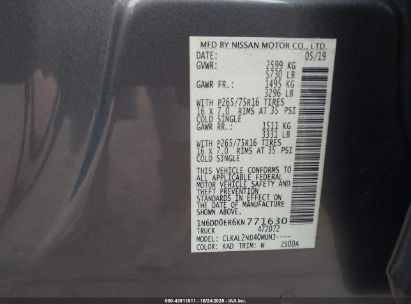 MFD BY NISSAN MOTOR CO., LTD.
DATE: 05/19
GVWR: 2599 KG
5730 LB
GAWR FR.: 1495 KG
3296 LB
WITH P265/75R16 TIRES
16 X 7.0 RIMS AT 35 PSI
COLD SINGLE
GAWR RR.: 1511 KG
3331 LB
WITH P265/75R16 TIRES
16 X 7.0 RIMS AT 35 PSI
COLD SINGLE
THIS VEHICLE CONFORMS
TO ALL APPLICABLE FEDERAL
MOTOR VEHICLE SAFETY
STANDARDS IN EFFECT ON
THE DATE OF MANUFACTURE
SHOWN ABOVE.
1N6DD0ER6KN771630
TRUCK 472072
MODEL: CLKAL2
COLOR: KAD TRIM: W